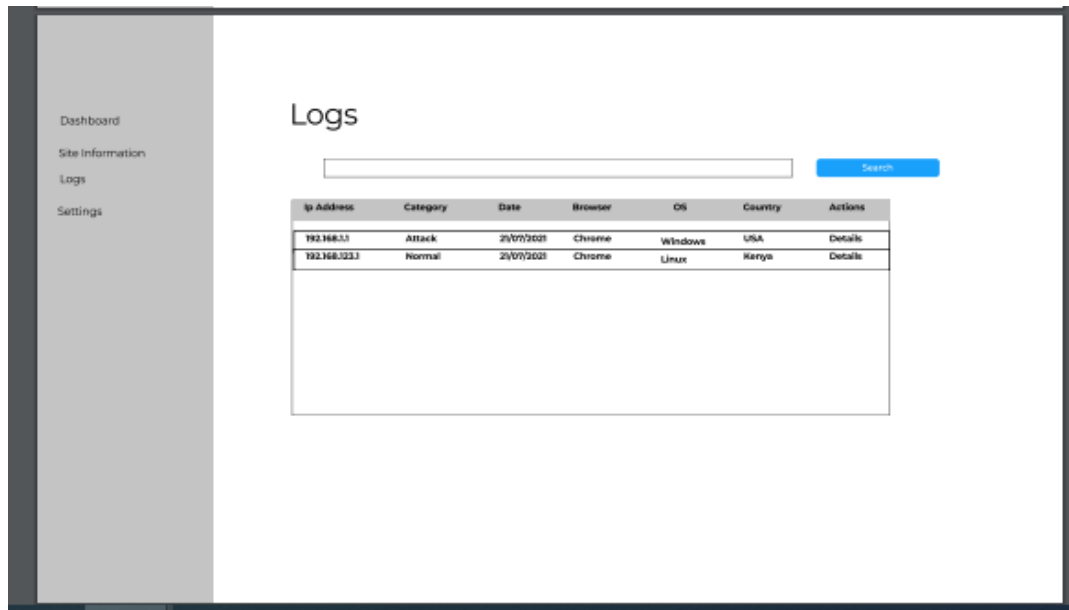 Dashboard
Site Information
Logs
Settings
Logs
Search
Ip Address Category Date Browser OS Country Actions
192.168.1.1 Attack 21/07/2021 Chrome Windows USA Details
192.168.123.1 Normal 21/07/2021 Chrome Linux Kenya Details